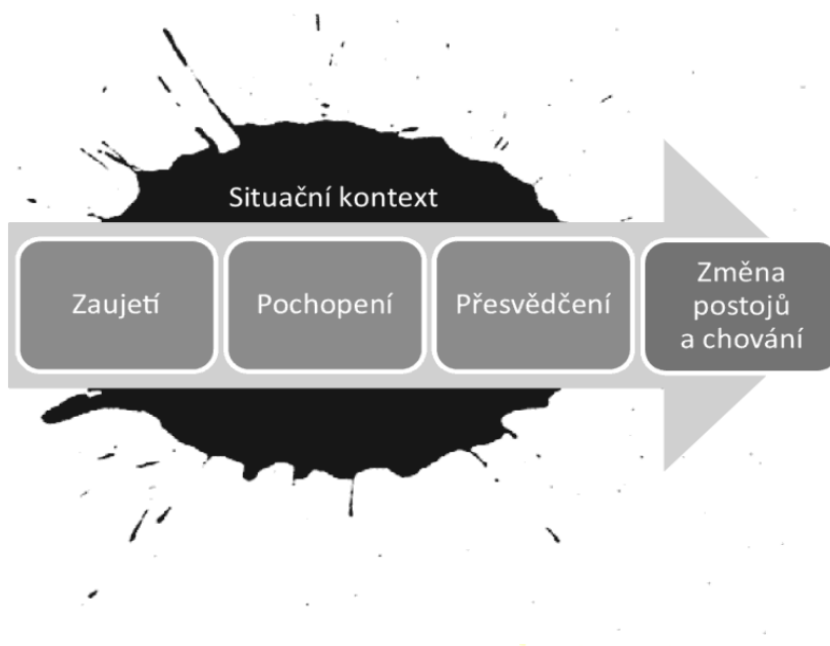 Situační kontext
Zaujetí
Pochopení
Přesvědčení
Změna
postojů
a chování